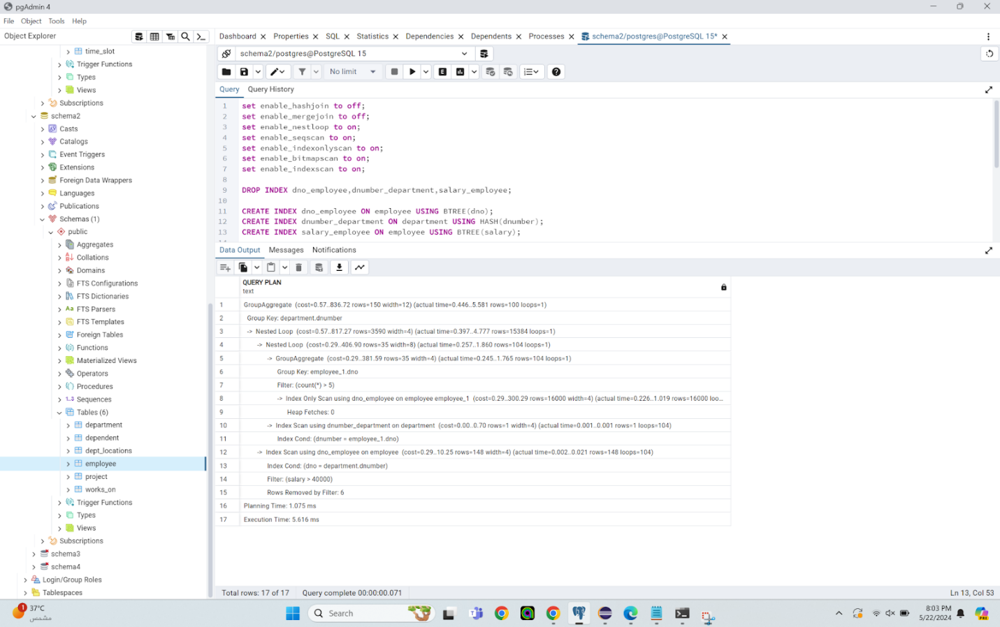 pgAdmin 4
File Object Tools Help
Object Explorer
Dashboard Properties SQL Statistics Dependencies Dependents Processes schema2/postgres@PostgreSQL 15*
time_slot
Trigger Functions
Types
Views
Subscriptions
schema2
Casts
Catalogs
Event Triggers
Extensions
Foreign Data Wrappers
Languages
Publications
Schemas (1)
public
Aggregates
Collations
Domains
FTS Configurations
FTS Dictionaries
Aa FTS Parsers
FTS Templates
Foreign Tables
Functions
Materialized Views
Operators
Procedures
1..3 Sequences
Tables (6)
department
dependent
dept_locations
employee
project
works_on
Trigger Functions
Types
Views
Subscriptions
schema3
schema4
Login/Group Roles
Tablespaces
schema2/postgres@PostgreSQL 15
No limit
E
Query Query History
1 set enable_hashjoin to off;
2 set enable_mergejoin to off;
3 set enable_nestloop to on;
4 set enable_seqscan to on;
5 set enable_indexonlyscan to on;
6 set enable_bitmapscan to on;
7 set enable_indexscan to on;
8
9 DROP INDEX dno_employee,dnumber_department,salary_employee;
10
11 CREATE INDEX dno_employee ON employee USING BTREE(dno);
12 CREATE INDEX dnumber_department ON department USING HASH(dnumber);
13 CREATE INDEX salary_employee ON employee USING BTREE(salary);
Data Output Messages Notifications
QUERY PLAN
text
1 GroupAggregate (cost=0.57..836.72 rows=150 width=12) (actual time=0.446..5.581 rows=100 loops=1)
2 Group Key: department.dnumber
3 -> Nested Loop (cost=0.57..817.27 rows=3590 width=4) (actual time=0.397..4.777 rows=15384 loops=1)
4 -> Nested Loop (cost=0.29..406.90 rows=35 width=8) (actual time=0.257..1.860 rows=104 loops=1)
5 -> GroupAggregate (cost=0.29..381.59 rows=35 width=4) (actual time=0.245..1.765 rows=104 loops=1)
6 Group Key: employee_1.dno
7 Filter: (count(*) > 5)
8 -> Index Only Scan using dno_employee on employee employee_1 (cost=0.29..300.29 rows=16000 width=4) (actual time=0.226..1.019 rows=16000 loo...
9 Heap Fetches: 0
10 -> Index Scan using dnumber_department on department (cost=0.00..0.70 rows=1 width=4) (actual time=0.001..0.001 rows=1 loops=104)
11 Index Cond: (dnumber = employee_1.dno)
12 -> Index Scan using dno_employee on employee (cost=0.29..10.25 rows=148 width=4) (actual time=0.002..0.021 rows=148 loops=104)
13 Index Cond: (dno = department.dnumber)
14 Filter: (salary > 40000)
15 Rows Removed by Filter: 6
16 Planning Time: 1.075 ms
17 Execution Time: 5.616 ms
Total rows: 17 of 17 Query complete 00:00:00.071 Ln 13, Col 53
1 37°C
مشمس
Search
8:03 PM
5/22/2024
PRE